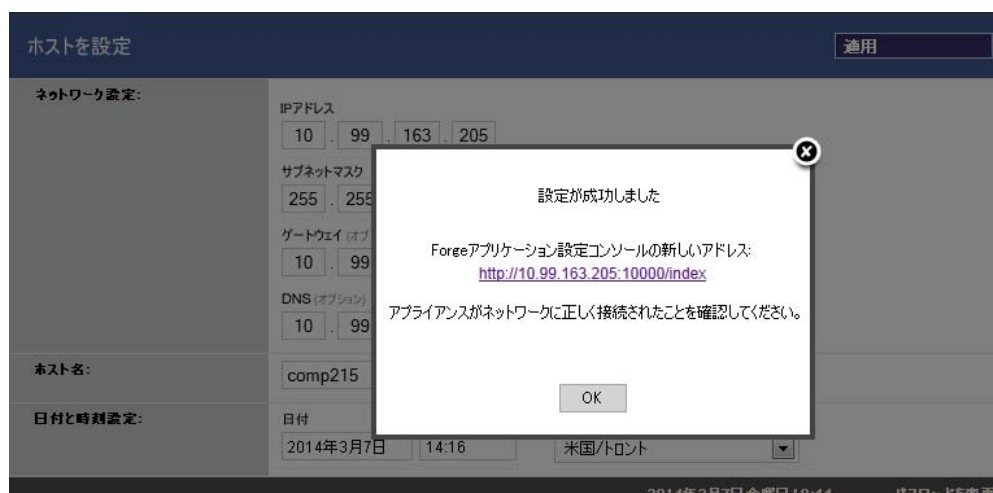 ホストを設定
適用
ネットワーク設定:
IPアドレス
10 . 99 . 163 . 205
サブネットマスク
255 . 255
ゲートウェイ (オプ
10 . 99
DNS (オプション)
10 . 99
設定が成功しました
Forgeアプリケーション設定コンソールの新しいアドレス:
http://10.99.163.205:10000/index
アプライアンスがネットワークに正しく接続されたことを確認してください。
OK
ホスト名:
comp215
日付と時刻設定:
日付
2014年3月7日 14:16 米国/トロント